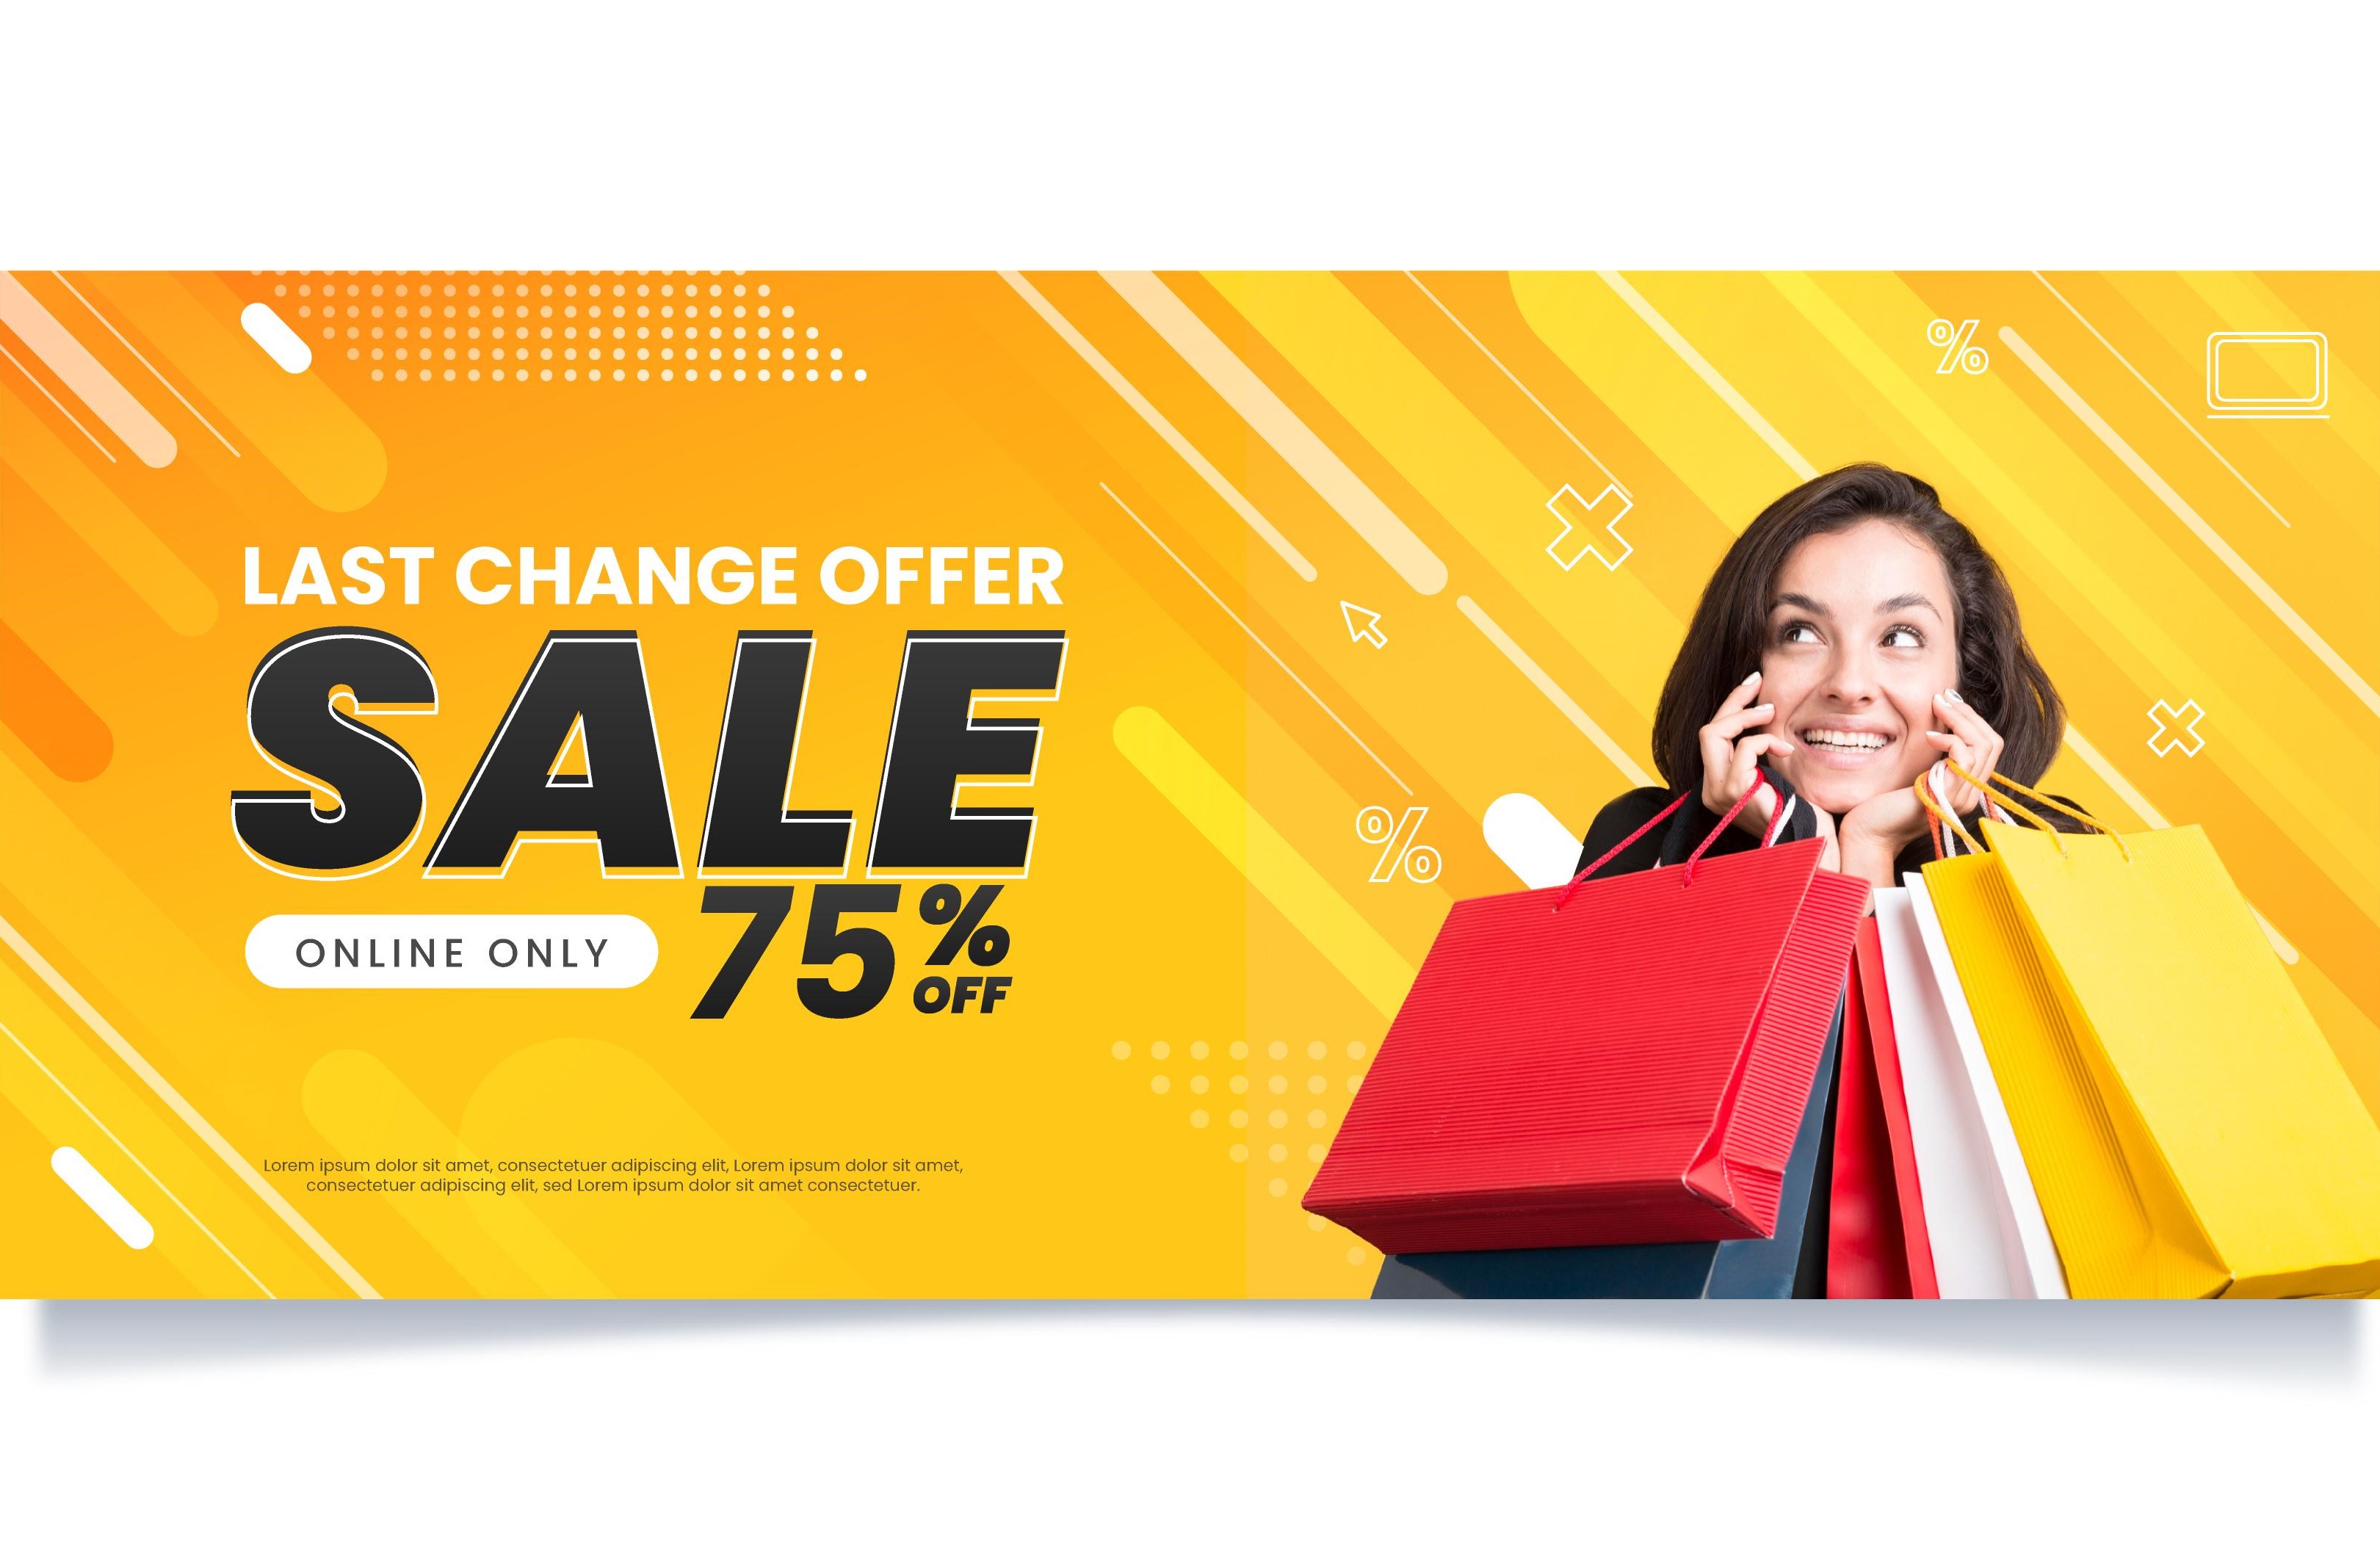 LAST CHANGE OFFER
SALE
ONLINE ONLY
75%
OFF
Lorem ipsum dolor sit amet, consectetuer adipiscing elit, Lorem ipsum dolor sit amet,
consectetuer adipiscing elit, sed Lorem ipsum dolor sit amet consectetuer.
%
%